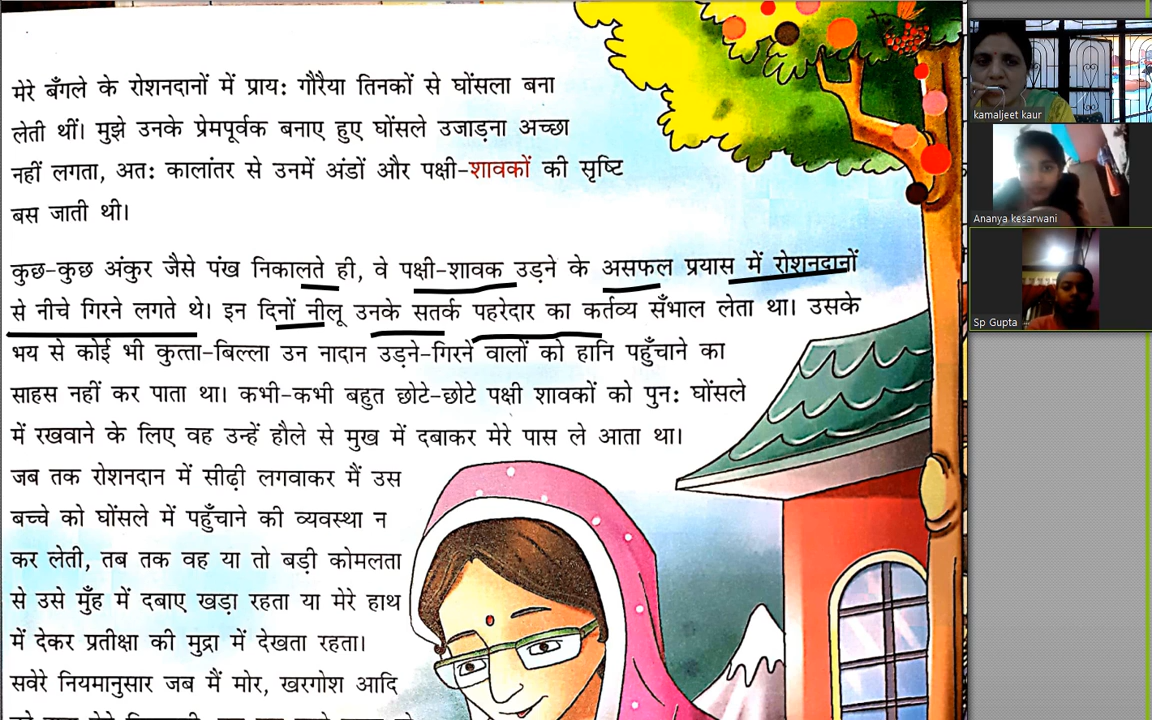 मेरे बँगले के रोशनदानों में प्राय: गौरैया तिनकों से घोंसला बना
लेती थीं। मुझे उनके प्रेमपूर्वक बनाए हुए घोंसले उजाड़ना अच्छा
नहीं लगता, अत: कालांतर से उनमें अंडों और पक्षी-शावकों की सृष्टि
बस जाती थी।
कुछ-कुछ अंकुर जैसे पंख निकालते ही, वे पक्षी-शावक उड़ने के असफल प्रयास में रोशनदानों
से नीचे गिरने लगते थे। इन दिनों नीलू उनके सतर्क पहरेदार का कर्तव्य सँभाल लेता था। उसके
भय से कोई भी कुत्ता-बिल्ला उन नादान उड़ने-गिरने वालों को हानि पहुँचाने का
साहस नहीं कर पाता था। कभी-कभी बहुत छोटे-छोटे पक्षी शावकों को पुन: घोंसले
में रखवाने के लिए वह उन्हें हौले से मुख में दबाकर मेरे पास ले आता था।
जब तक रोशनदान में सीढ़ी लगवाकर मैं उस
बच्चे को घोंसले में पहुँचाने की व्यवस्था न
कर लेती, तब तक वह या तो बड़ी कोमलता
से उसे मुँह में दबाए खड़ा रहता या मेरे हाथ
में देकर प्रतीक्षा की मुद्रा में देखता रहता।
सवेरे नियमानुसार जब मैं मोर, खरगोश आदि
kamaljeet kaur
Ananya kesarwani
Sp Gupta